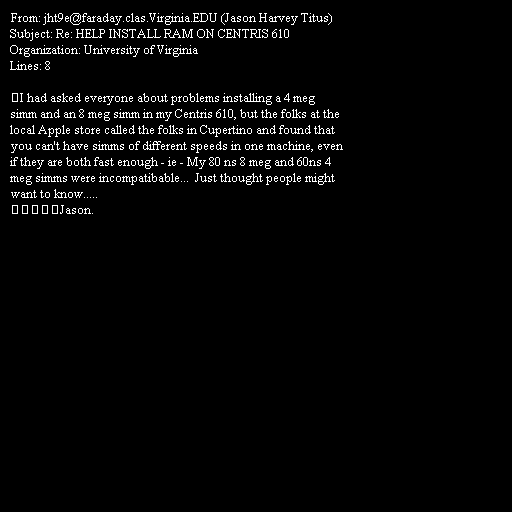 From: jht9e@faraday.clas.Virginia.EDU (Jason Harvey Titus)
Subject: Re: HELP INSTALL RAM ON CENTRIS 610
Organization: University of Virginia
Lines: 8

I had asked everyone about problems installing a 4 meg
simm and an 8 meg simm in my Centris 610, but the folks at the
local Apple store called the folks in Cupertino and found that
you can't have simms of different speeds in one machine, even
if they are both fast enough - ie - My 80 ns 8 meg and 60ns 4
meg simms were incompatibable... Just thought people might
want to know.....
Jason.